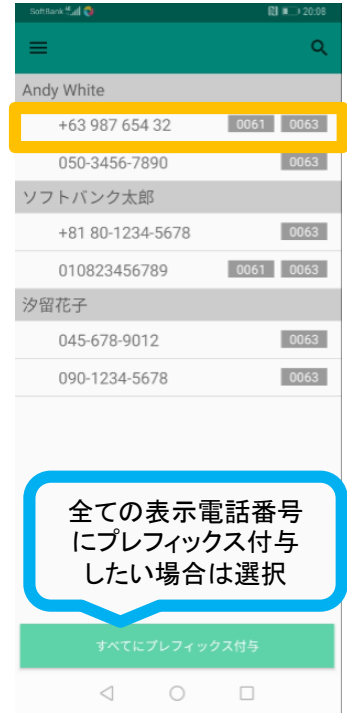 SoftBank 20:08
Andy White
+63 987 654 32 0061 0063
050-3456-7890 0063
ソフトバンク太郎
+81 80-1234-5678 0063
010823456789 0061 0063
汐留花子
045-678-9012 0063
090-1234-5678 0063
全ての表示電話番号
にプレフィックス付与
したい場合は選択
すべてにプレフィックス付与